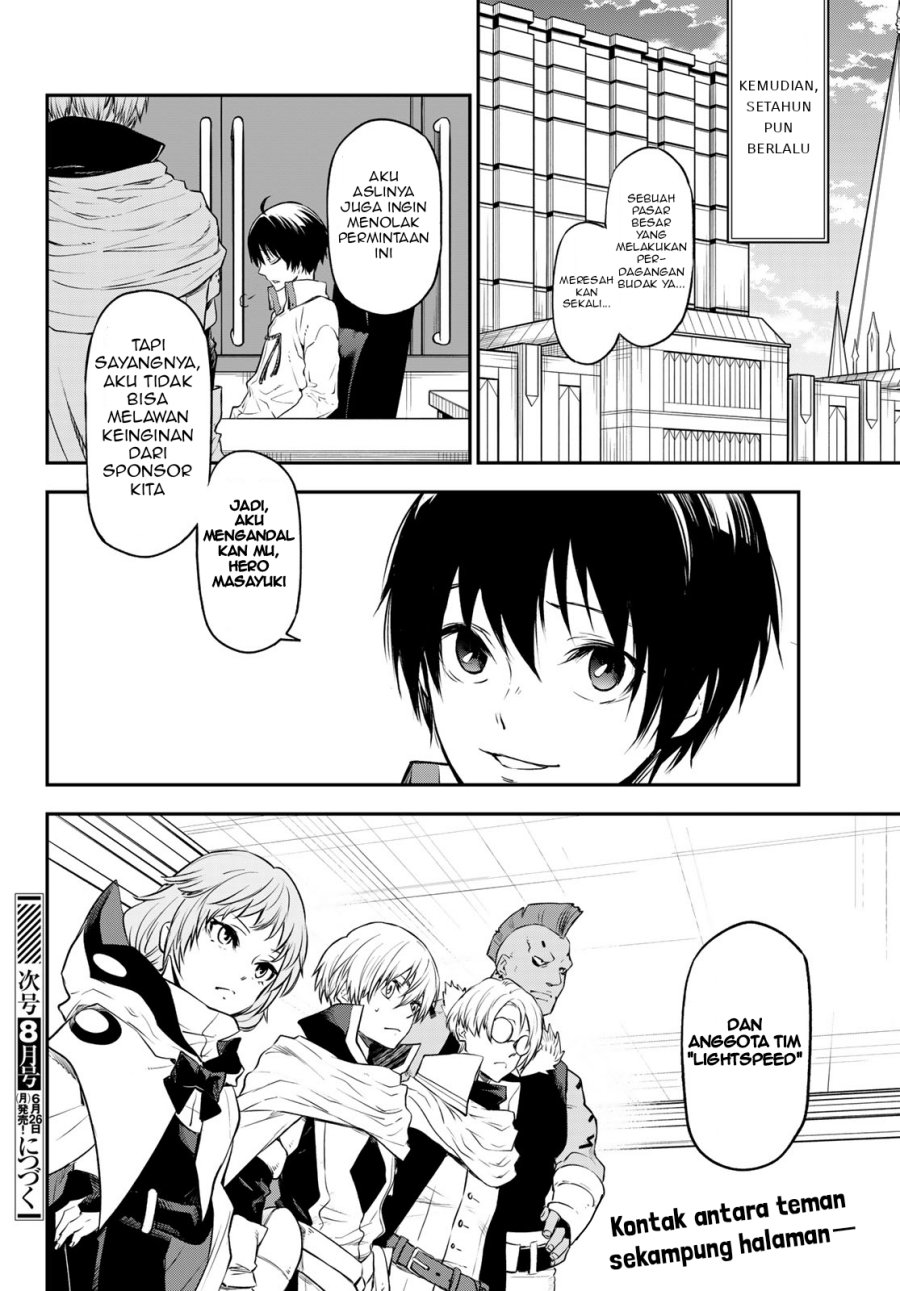 KEMUDIAN,
SETAHUN
PUN
BERLALU
SEBUAH
PASAR
BESAR
YANG
MELAKUKAN
PER-
DAGANGAN
BUDAK YA...
MERESAH
KAN
SEKALI...
AKU
ASLINYA
JUGA INGIN
MENOLAK
PERMINTAAN
INI
TAPI
SAYANGNYA,
AKU TIDAK
BISA
MELAWAN
KEINGINAN
DARI
SPONSOR
KITA
JADI,
AKU
MENGANDAL
KAN MU,
HERO
MASAYUKI
DAN
ANGGOTA TIM
"LIGHTSPEED"
Kontak antara teman
sekampung halaman—
次号8月号6月26日(月)発売!につづく